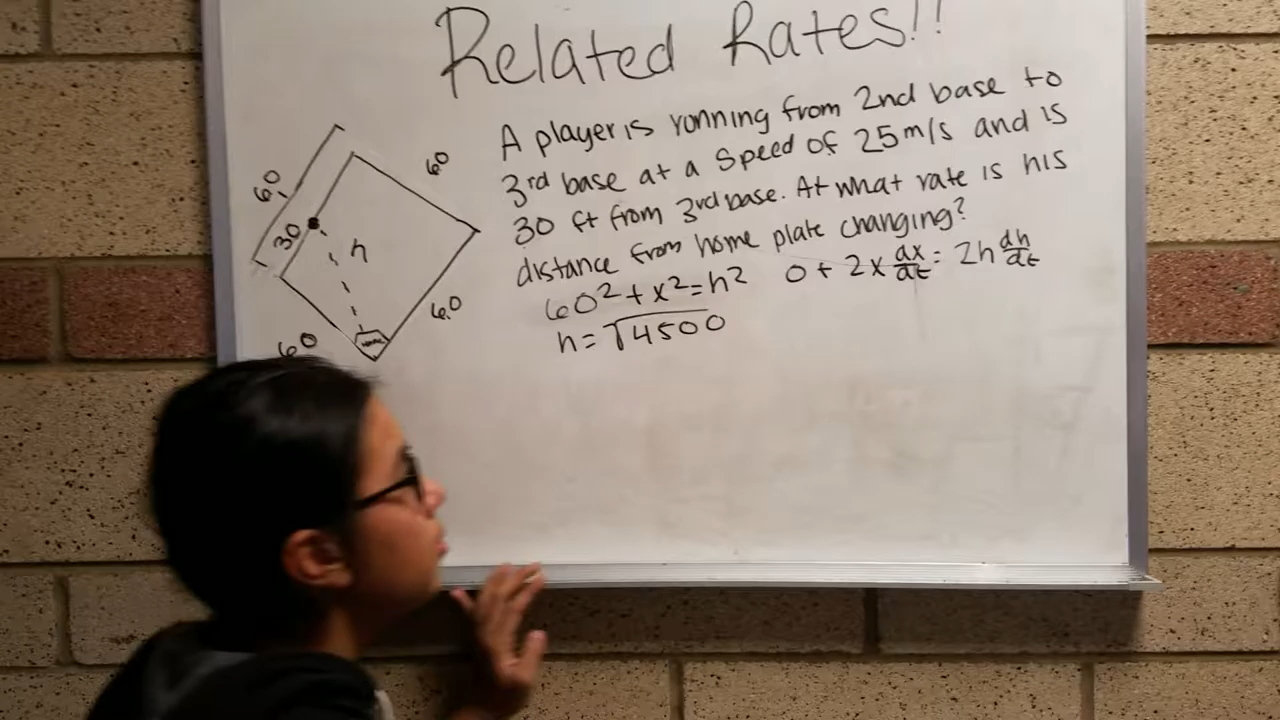 Related Rates!!
A player is running from 2nd base to
3rd base at a speed of 25 m/s and is
30 ft from 3rd base. At what rate is his
distance from home plate changing?
60² + x² = h²   0 + 2x dx/dt = 2h dh/dt
h = √4500
60
60
30
h
60
60
HOME